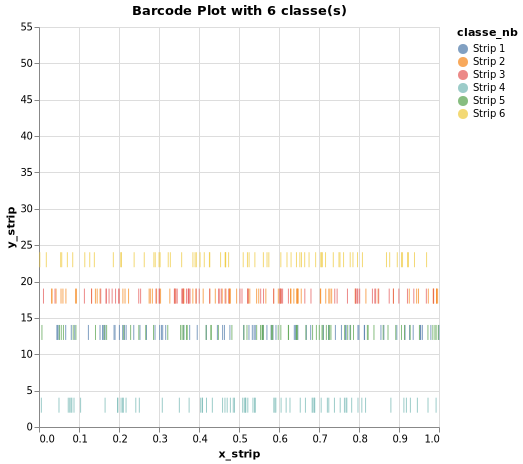 Barcode Plot with 6 classe(s)
55
50
45
40
35
30
25
20
15
10
5
0
y_strip
0.0 0.1 0.2 0.3 0.4 0.5 0.6 0.7 0.8 0.9 1.0
x_strip
classe_nb
Strip 1
Strip 2
Strip 3
Strip 4
Strip 5
Strip 6